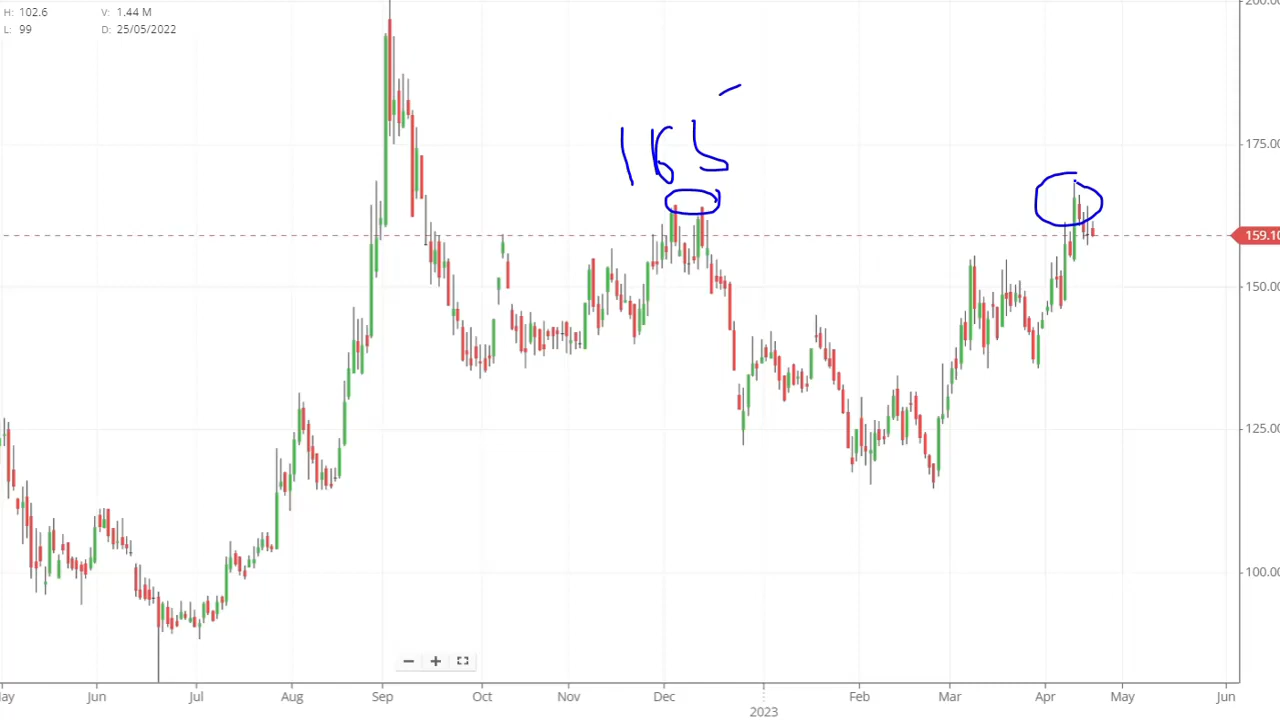 H: 102.6 V: 1.44 M
L: 99 D: 25/05/2022
200.00
165
175.00
159.10
150.00
125.00
100.00
ay Jun Jul Aug Sep Oct Nov Dec Feb Mar Apr May Jun
2023